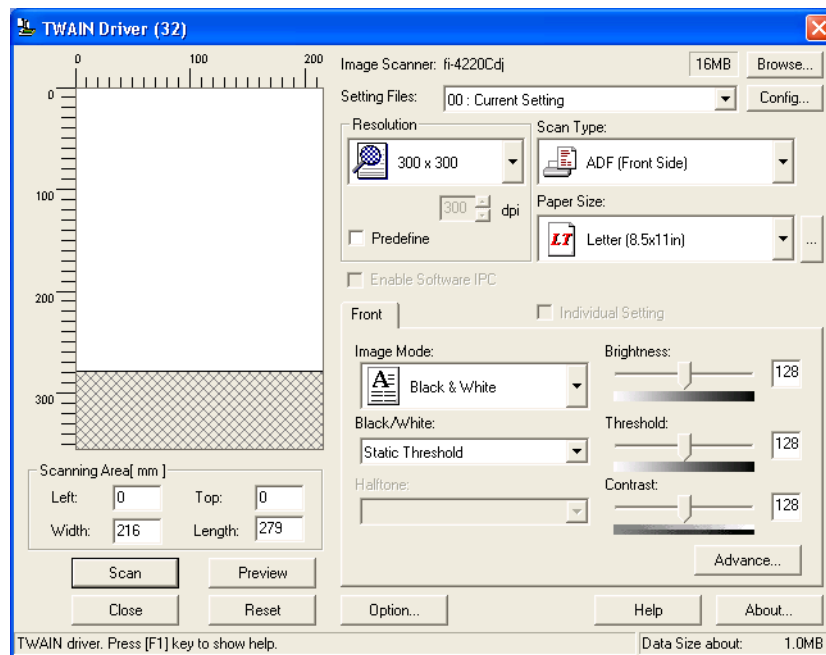 TWAIN Driver (32)
0 100 200
0
100
200
300
Image Scanner: fi-4220Cdj 16MB Browse...
Setting Files: 00 : Current Setting Config...
Resolution
300 x 300
300 dpi
Predefine
Scan Type:
ADF (Front Side)
Paper Size:
LT Letter (8.5x11in) ...
Enable Software IPC
Front
Individual Setting
Image Mode:
A Black & White
Black/White:
Static Threshold
Halftone:
Brightness:
128
Threshold:
128
Contrast:
128
Advance...
Scanning Area[ mm ]
Left: 0 Top: 0
Width: 216 Length: 279
Scan Preview
Close Reset Option... Help About...
TWAIN driver. Press [F1] key to show help. Data Size about: 1.0MB